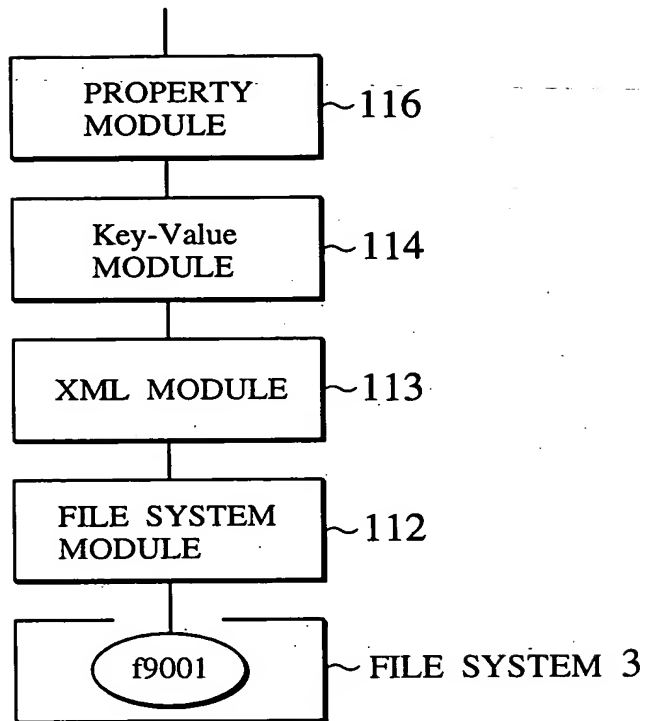 PROPERTY
MODULE
116
Key-Value
MODULE
114
XML MODULE
113
FILE SYSTEM
MODULE
112
f9001
FILE SYSTEM 3